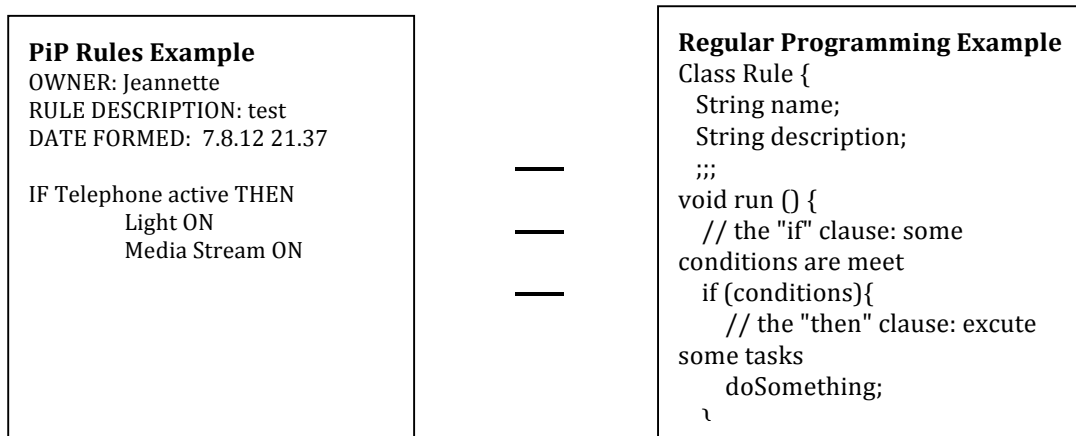 PiP Rules Example
OWNER: Jeannette
RULE DESCRIPTION: test
DATE FORMED:  7.8.12 21.37
IF Telephone active THEN
Light ON
Media Stream ON
Regular Programming Example
Class Rule {
String name;
String description;
;;;
void run () {
// the "if" clause: some
conditions are meet
if (conditions){
// the "then" clause: excute
some tasks
doSomething;